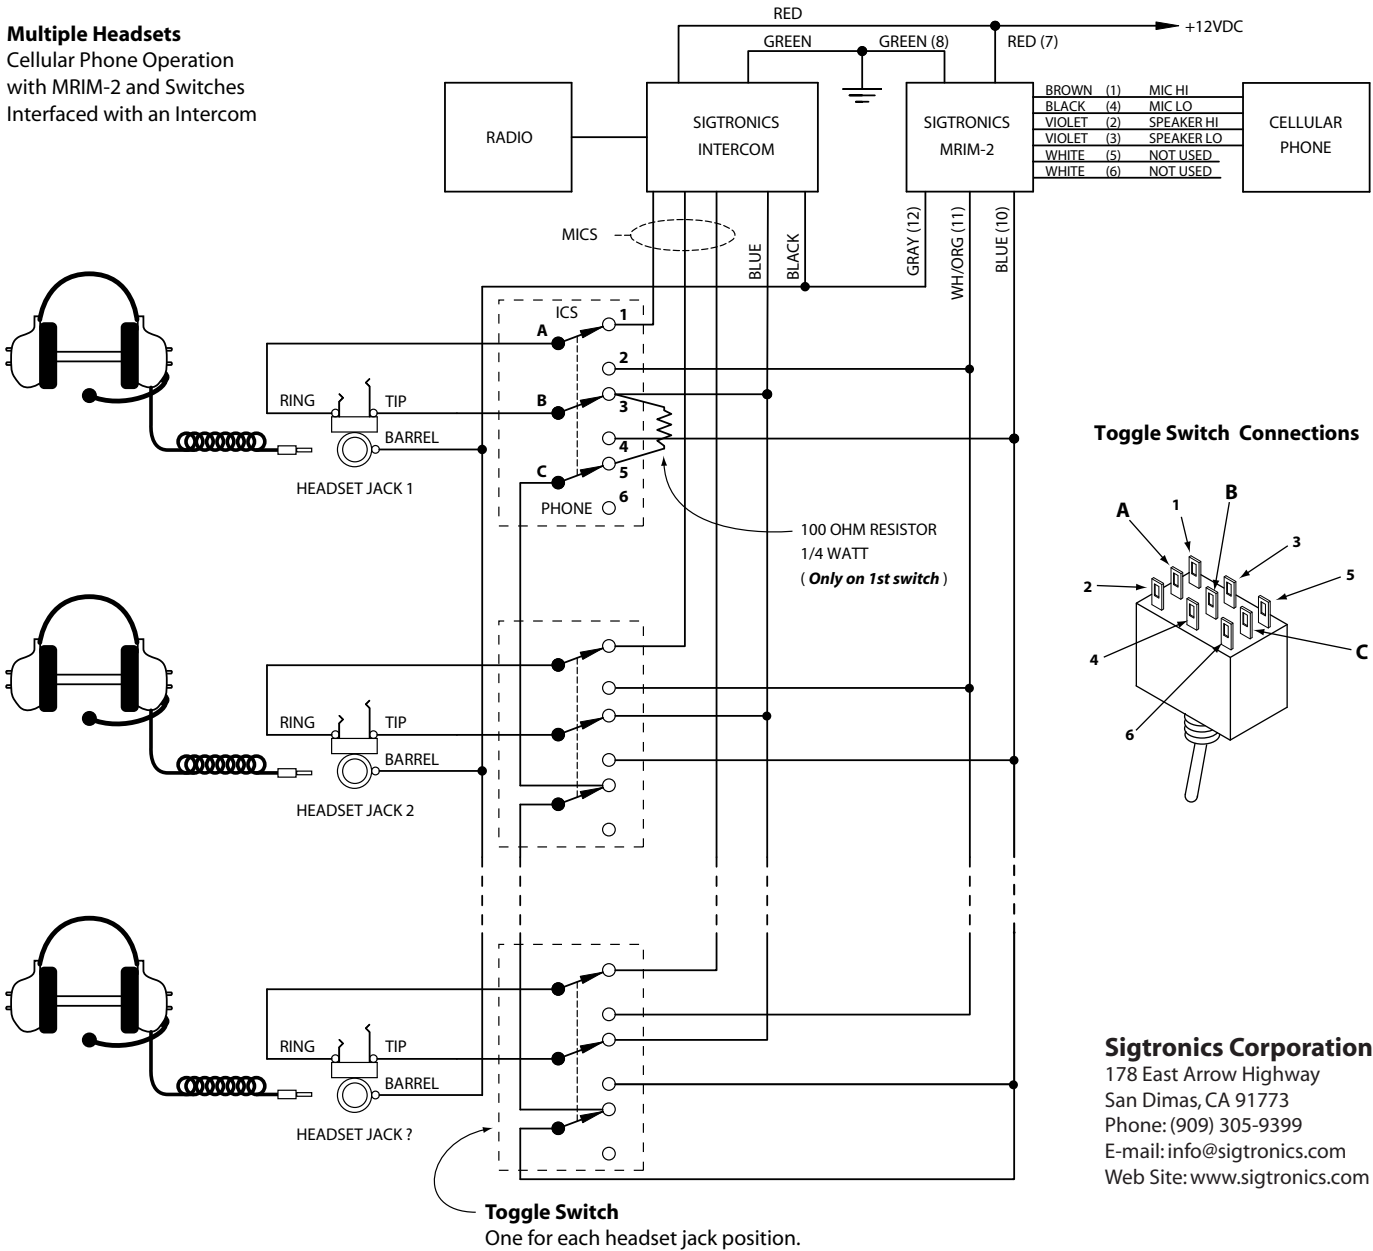 Multiple Headsets
Cellular Phone Operation
with MRIM-2 and Switches
Interfaced with an Intercom
RED
+12VDC
GREEN
GREEN (8)
RED (7)
RADIO
SIGTRONICS
INTERCOM
SIGTRONICS
MRIM-2
BROWN (1) MIC HI
BLACK (4) MIC LO
VIOLET (2) SPEAKER HI
VIOLET (3) SPEAKER LO
WHITE (5) NOT USED
WHITE (6) NOT USED
CELLULAR
PHONE
MICS
BLUE
BLACK
GRAY (12)
WH/ORG (11)
BLUE (10)
ICS
1
A
2
B
3
4
C
5
6
PHONE
RING
TIP
BARREL
HEADSET JACK 1
100 OHM RESISTOR
1/4 WATT
( Only on 1st switch )
Toggle Switch Connections
A
1
B
3
2
5
4
C
6
RING
TIP
BARREL
HEADSET JACK 2
RING
TIP
BARREL
HEADSET JACK ?
Toggle Switch
One for each headset jack position.
Sigtronics Corporation
178 East Arrow Highway
San Dimas, CA 91773
Phone: (909) 305-9399
E-mail: info@sigtronics.com
Web Site: www.sigtronics.com